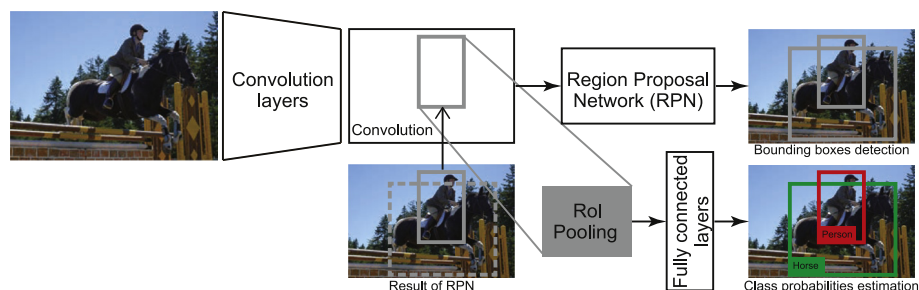 Convolution
layers
Convolution
Region Proposal
Network (RPN)
Bounding boxes detection
Result of RPN
RoI
Pooling
Fully connected
layers
Person
Horse
Class probabilities estimation